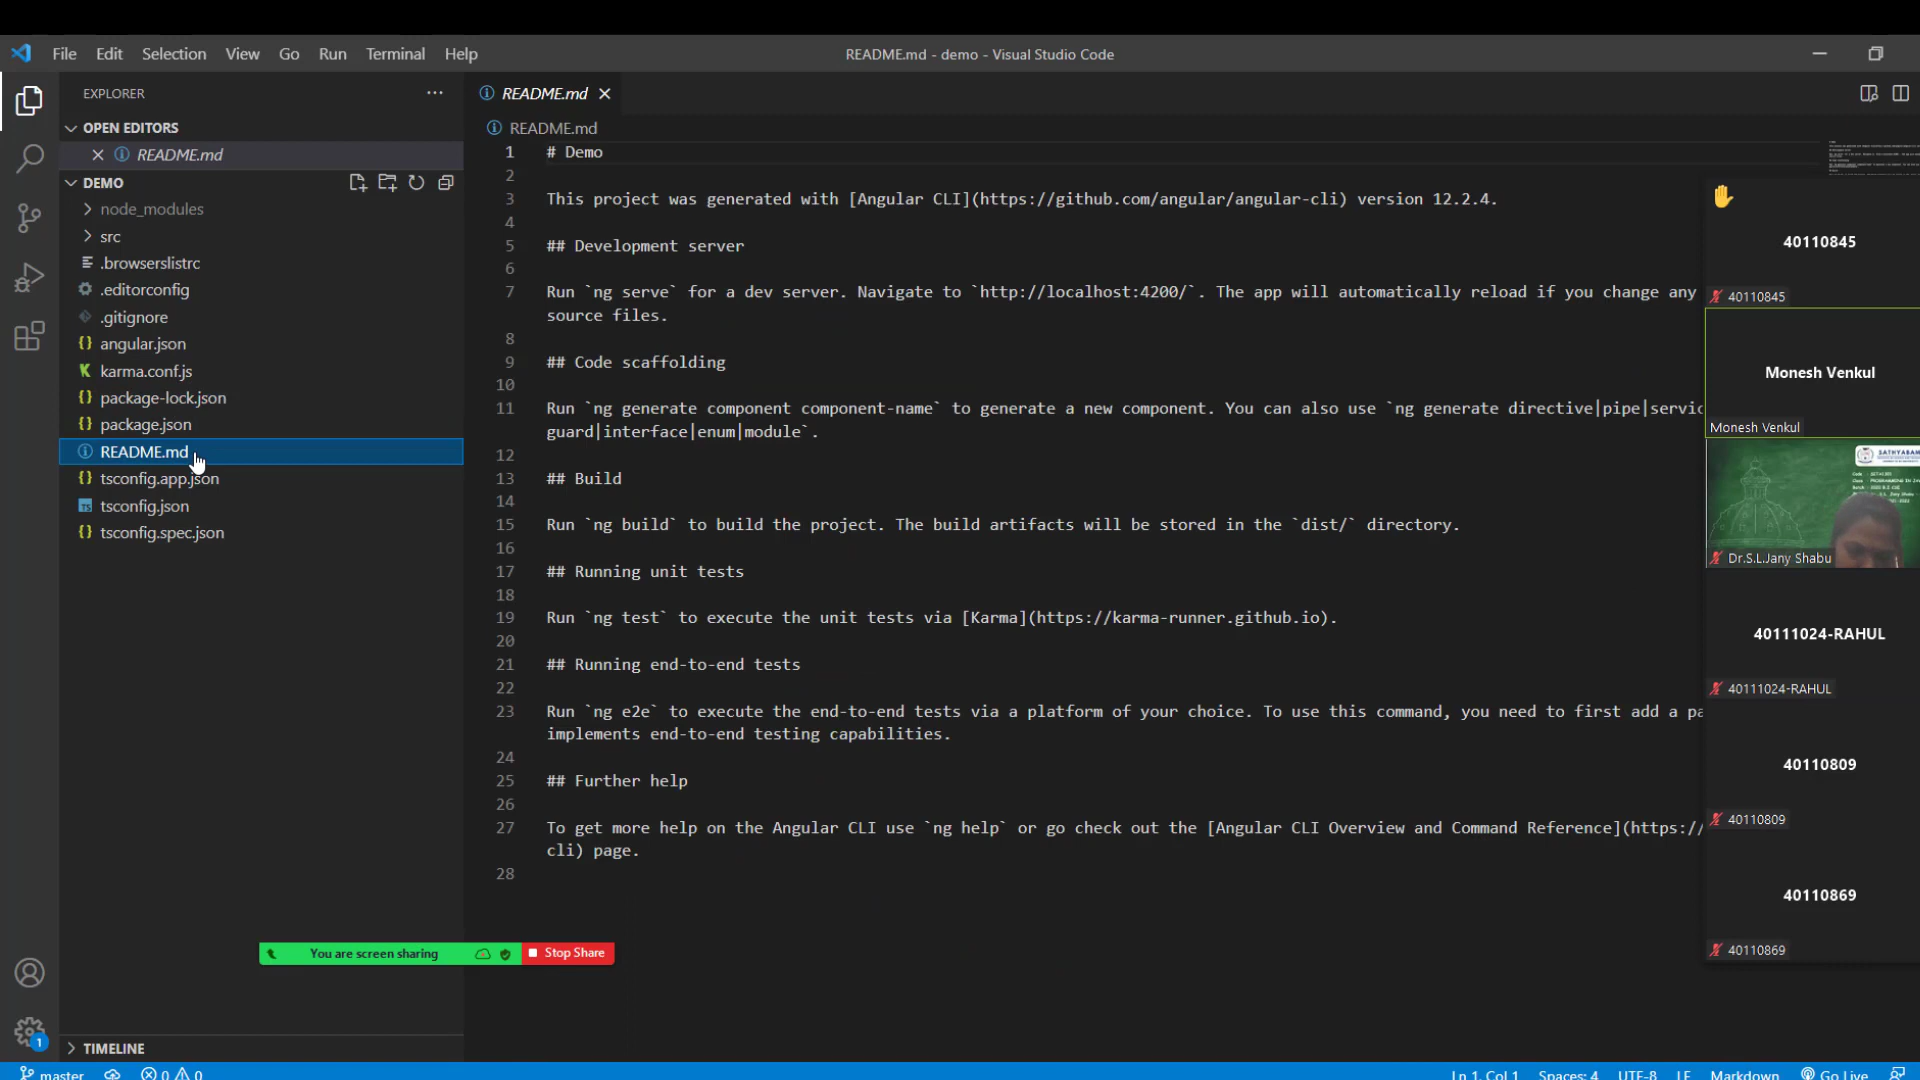 File Edit Selection View Go Run Terminal Help
README.md - demo - Visual Studio Code
EXPLORER
OPEN EDITORS
README.md
DEMO
node_modules
src
.browserslistrc
.editorconfig
.gitignore
angular.json
karma.conf.js
package-lock.json
package.json
README.md
tsconfig.app.json
tsconfig.json
tsconfig.spec.json
TIMELINE
README.md
README.md
1 # Demo
2
3 This project was generated with [Angular CLI](https://github.com/angular/angular-cli) version 12.2.4.
4
5 ## Development server
6
7 Run `ng serve` for a dev server. Navigate to `http://localhost:4200/`. The app will automatically reload if you change any
source files.
8
9 ## Code scaffolding
10
11 Run `ng generate component component-name` to generate a new component. You can also use `ng generate directive|pipe|servic
guard|interface|enum|module`.
12
13 ## Build
14
15 Run `ng build` to build the project. The build artifacts will be stored in the `dist/` directory.
16
17 ## Running unit tests
18
19 Run `ng test` to execute the unit tests via [Karma](https://karma-runner.github.io).
20
21 ## Running end-to-end tests
22
23 Run `ng e2e` to execute the end-to-end tests via a platform of your choice. To use this command, you need to first add a pa
implements end-to-end testing capabilities.
24
25 ## Further help
26
27 To get more help on the Angular CLI use `ng help` or go check out the [Angular CLI Overview and Command Reference](https://
cli) page.
28
40110845
40110845
Monesh Venkul
Monesh Venkul
SATHYABAM
Dr.S.L.Jany Shabu
40111024-RAHUL
40111024-RAHUL
40110809
40110809
40110869
40110869
You are screen sharing
Stop Share
1
master
0 0
Ln 1, Col 1 Spaces: 4 UTF-8 LF Markdown Go Live